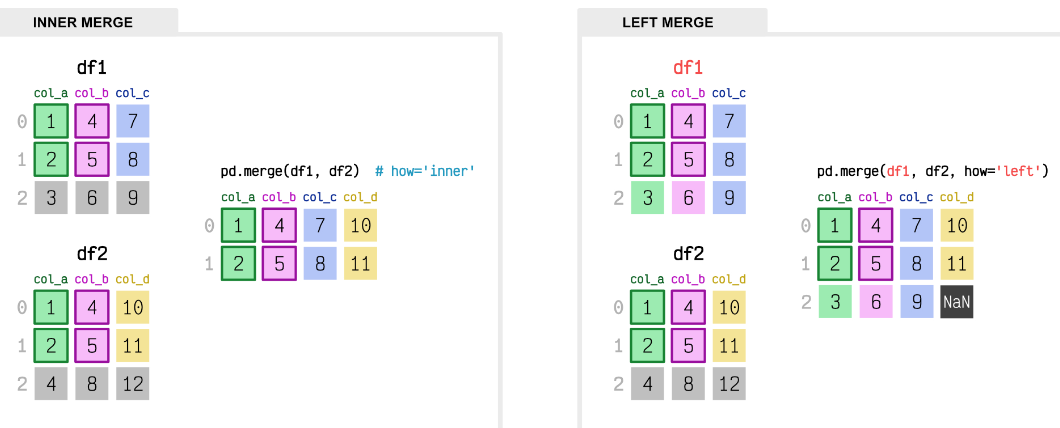 INNER MERGE
df1
col_a col_b col_c
0 1 4 7
1 2 5 8
2 3 6 9
df2
col_a col_b col_d
0 1 4 10
1 2 5 11
2 4 8 12
pd.merge(df1, df2) # how='inner'
col_a col_b col_c col_d
0 1 4 7 10
1 2 5 8 11
LEFT MERGE
df1
col_a col_b col_c
0 1 4 7
1 2 5 8
2 3 6 9
df2
col_a col_b col_d
0 1 4 10
1 2 5 11
2 4 8 12
pd.merge(df1, df2, how='left')
col_a col_b col_c col_d
0 1 4 7 10
1 2 5 8 11
2 3 6 9 NaN